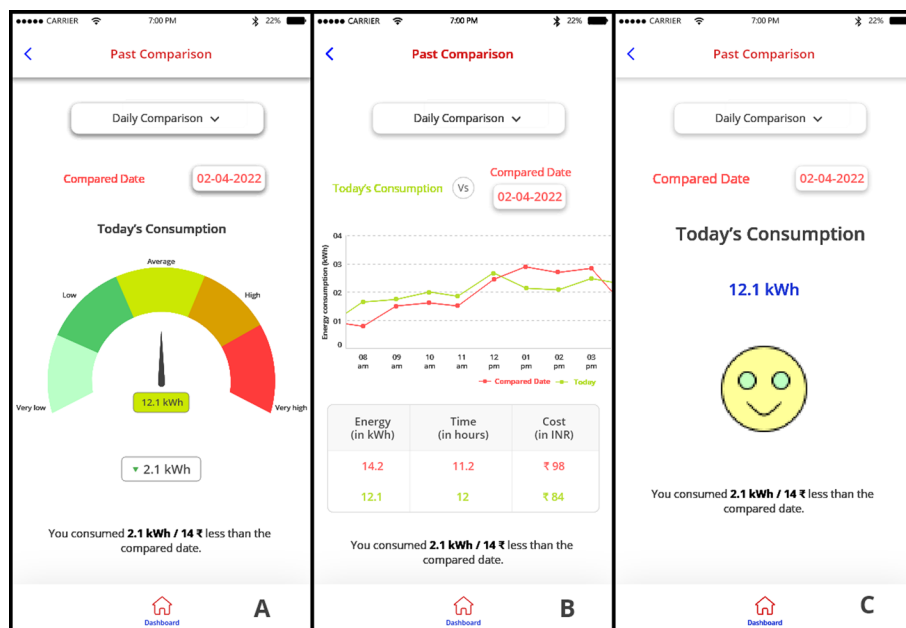 CARRIER 7:00 PM 22%
Past Comparison
Daily Comparison
Compared Date 02-04-2022
Today's Consumption
Average
Low
High
Very low
Very high
12.1 kWh
2.1 kWh
You consumed 2.1 kWh / 14 ₹ less than the
compared date.
Dashboard
A
CARRIER 7:00 PM 22%
Past Comparison
Daily Comparison
Compared Date
Today's Consumption Vs
02-04-2022
Energy consumption (kWh)
04
03
02
01
0
08 09 10 11 12 01 02 03
am am am am pm pm pm pm
Compared Date Today
Energy Time Cost
(in kWh) (in hours) (in INR)
14.2 11.2 ₹ 98
12.1 12 ₹ 84
You consumed 2.1 kWh / 14 ₹ less than the
compared date.
Dashboard
B
CARRIER 7:00 PM 22%
Past Comparison
Daily Comparison
Compared Date 02-04-2022
Today's Consumption
12.1 kWh
You consumed 2.1 kWh / 14 ₹ less than the
compared date.
Dashboard
C